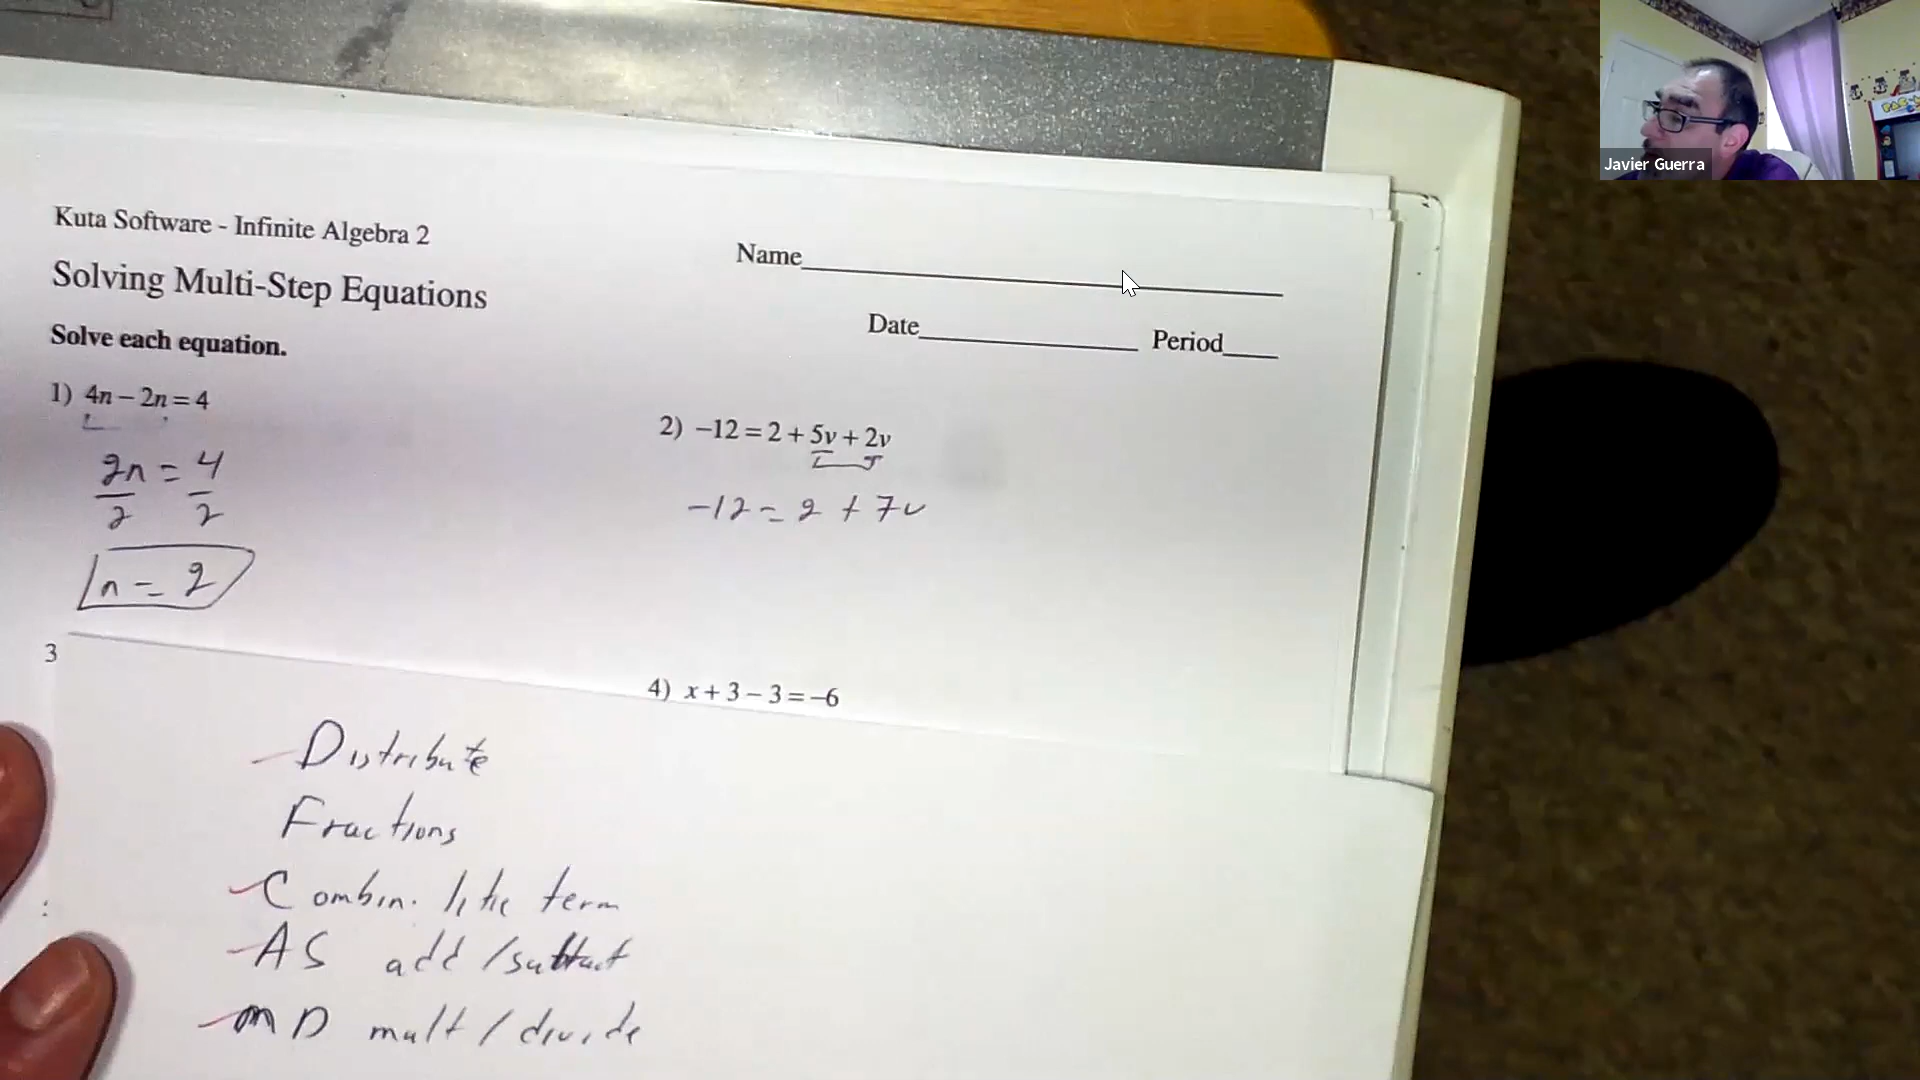 Javier Guerra
Kuta Software - Infinite Algebra 2
Name
Solving Multi-Step Equations
Date Period
Solve each equation.
1) 4n – 2n = 4
2n = 4
2 2
n = 2
2) –12 = 2 + 5v + 2v
-12 = 2 + 7v
3
4) x + 3 – 3 = –6
Distribute
Fractions
Combin. like term
AS add / subtract
MD mult / divide